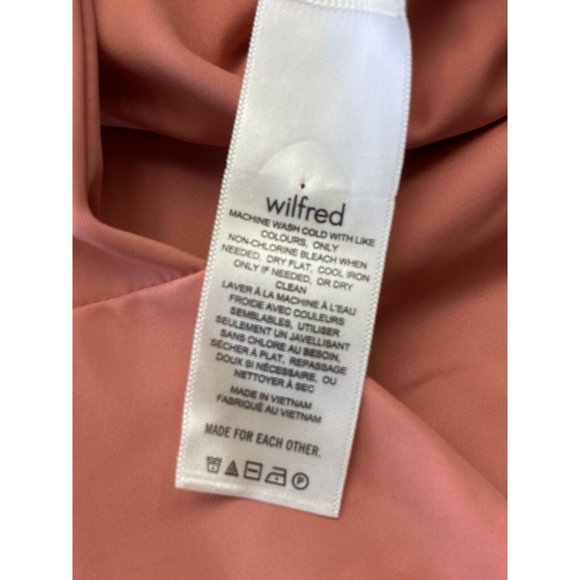 wilfred
MACHINE WASH COLD WITH LIKE
COLOURS, ONLY
NON-CHLORINE BLEACH WHEN
NEEDED, DRY FLAT, COOL IRON
ONLY IF NEEDED, OR DRY
CLEAN
LAVER À LA MACHINE À L'EAU
FROIDE AVEC COULEURS
SEMBLABLES, UTILISER
SEULEMENT UN JAVELLISANT
SANS CHLORE AU BESOIN,
SÉCHER À PLAT, REPASSAGE
DOUX SI NÉCESSAIRE, OU
NETTOYER À SEC
MADE IN VIETNAM
FABRIQUÉ AU VIETNAM
MADE FOR EACH OTHER.
P